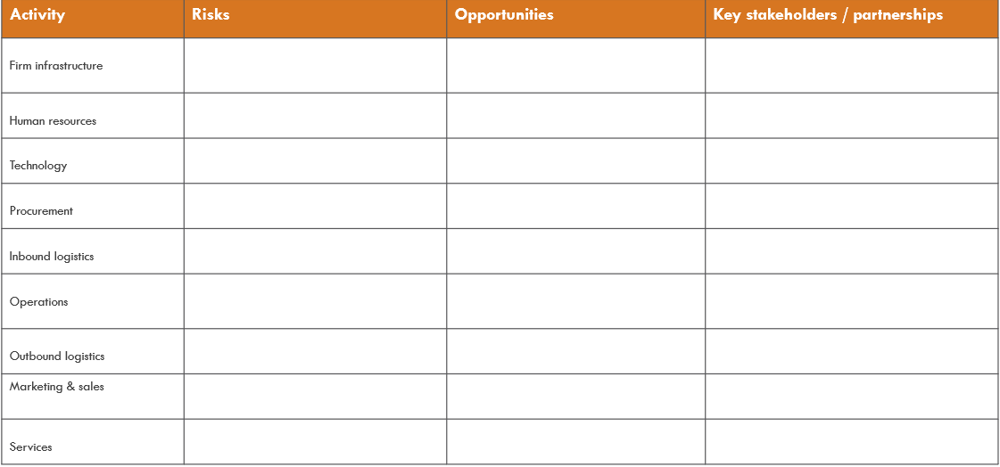 Activity Risks Opportunities Key stakeholders / partnerships
Firm infrastructure
Human resources
Technology
Procurement
Inbound logistics
Operations
Outbound logistics
Marketing & sales
Services